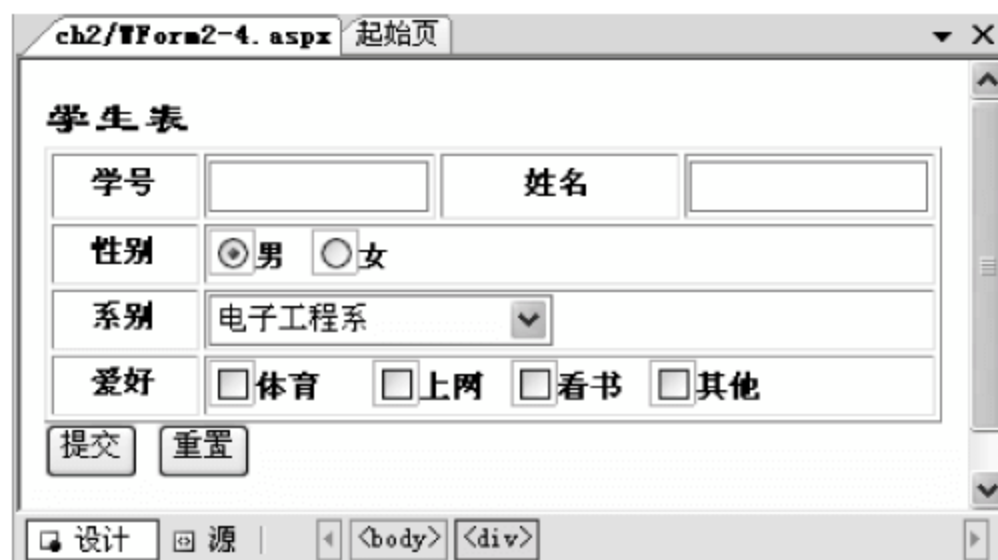 ch2/WForm2-4.aspx 起始页
学生表
学号 姓名
性别 男 女
系别 电子工程系
爱好 体育 上网 看书 其他
提交 重置
设计 源 <body> <div>